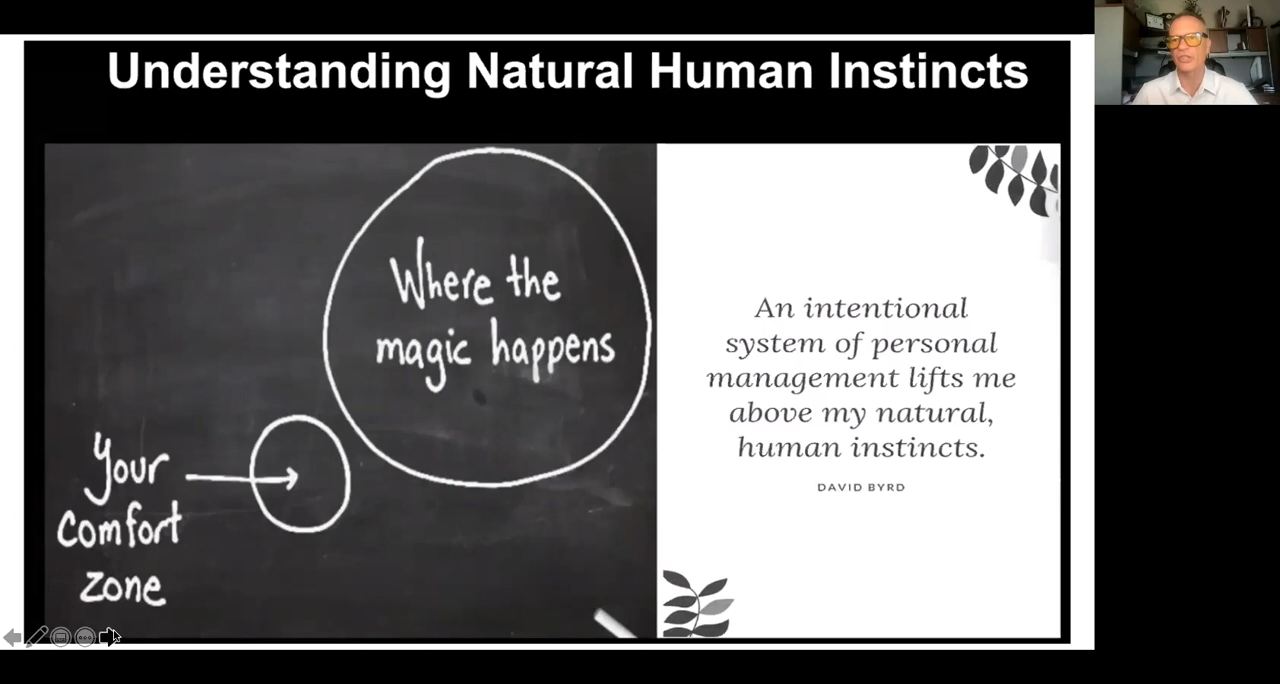 Understanding Natural Human Instincts
Where the
magic happens
Your
comfort
zone
An intentional
system of personal
management lifts me
above my natural,
human instincts.
DAVID BYRD